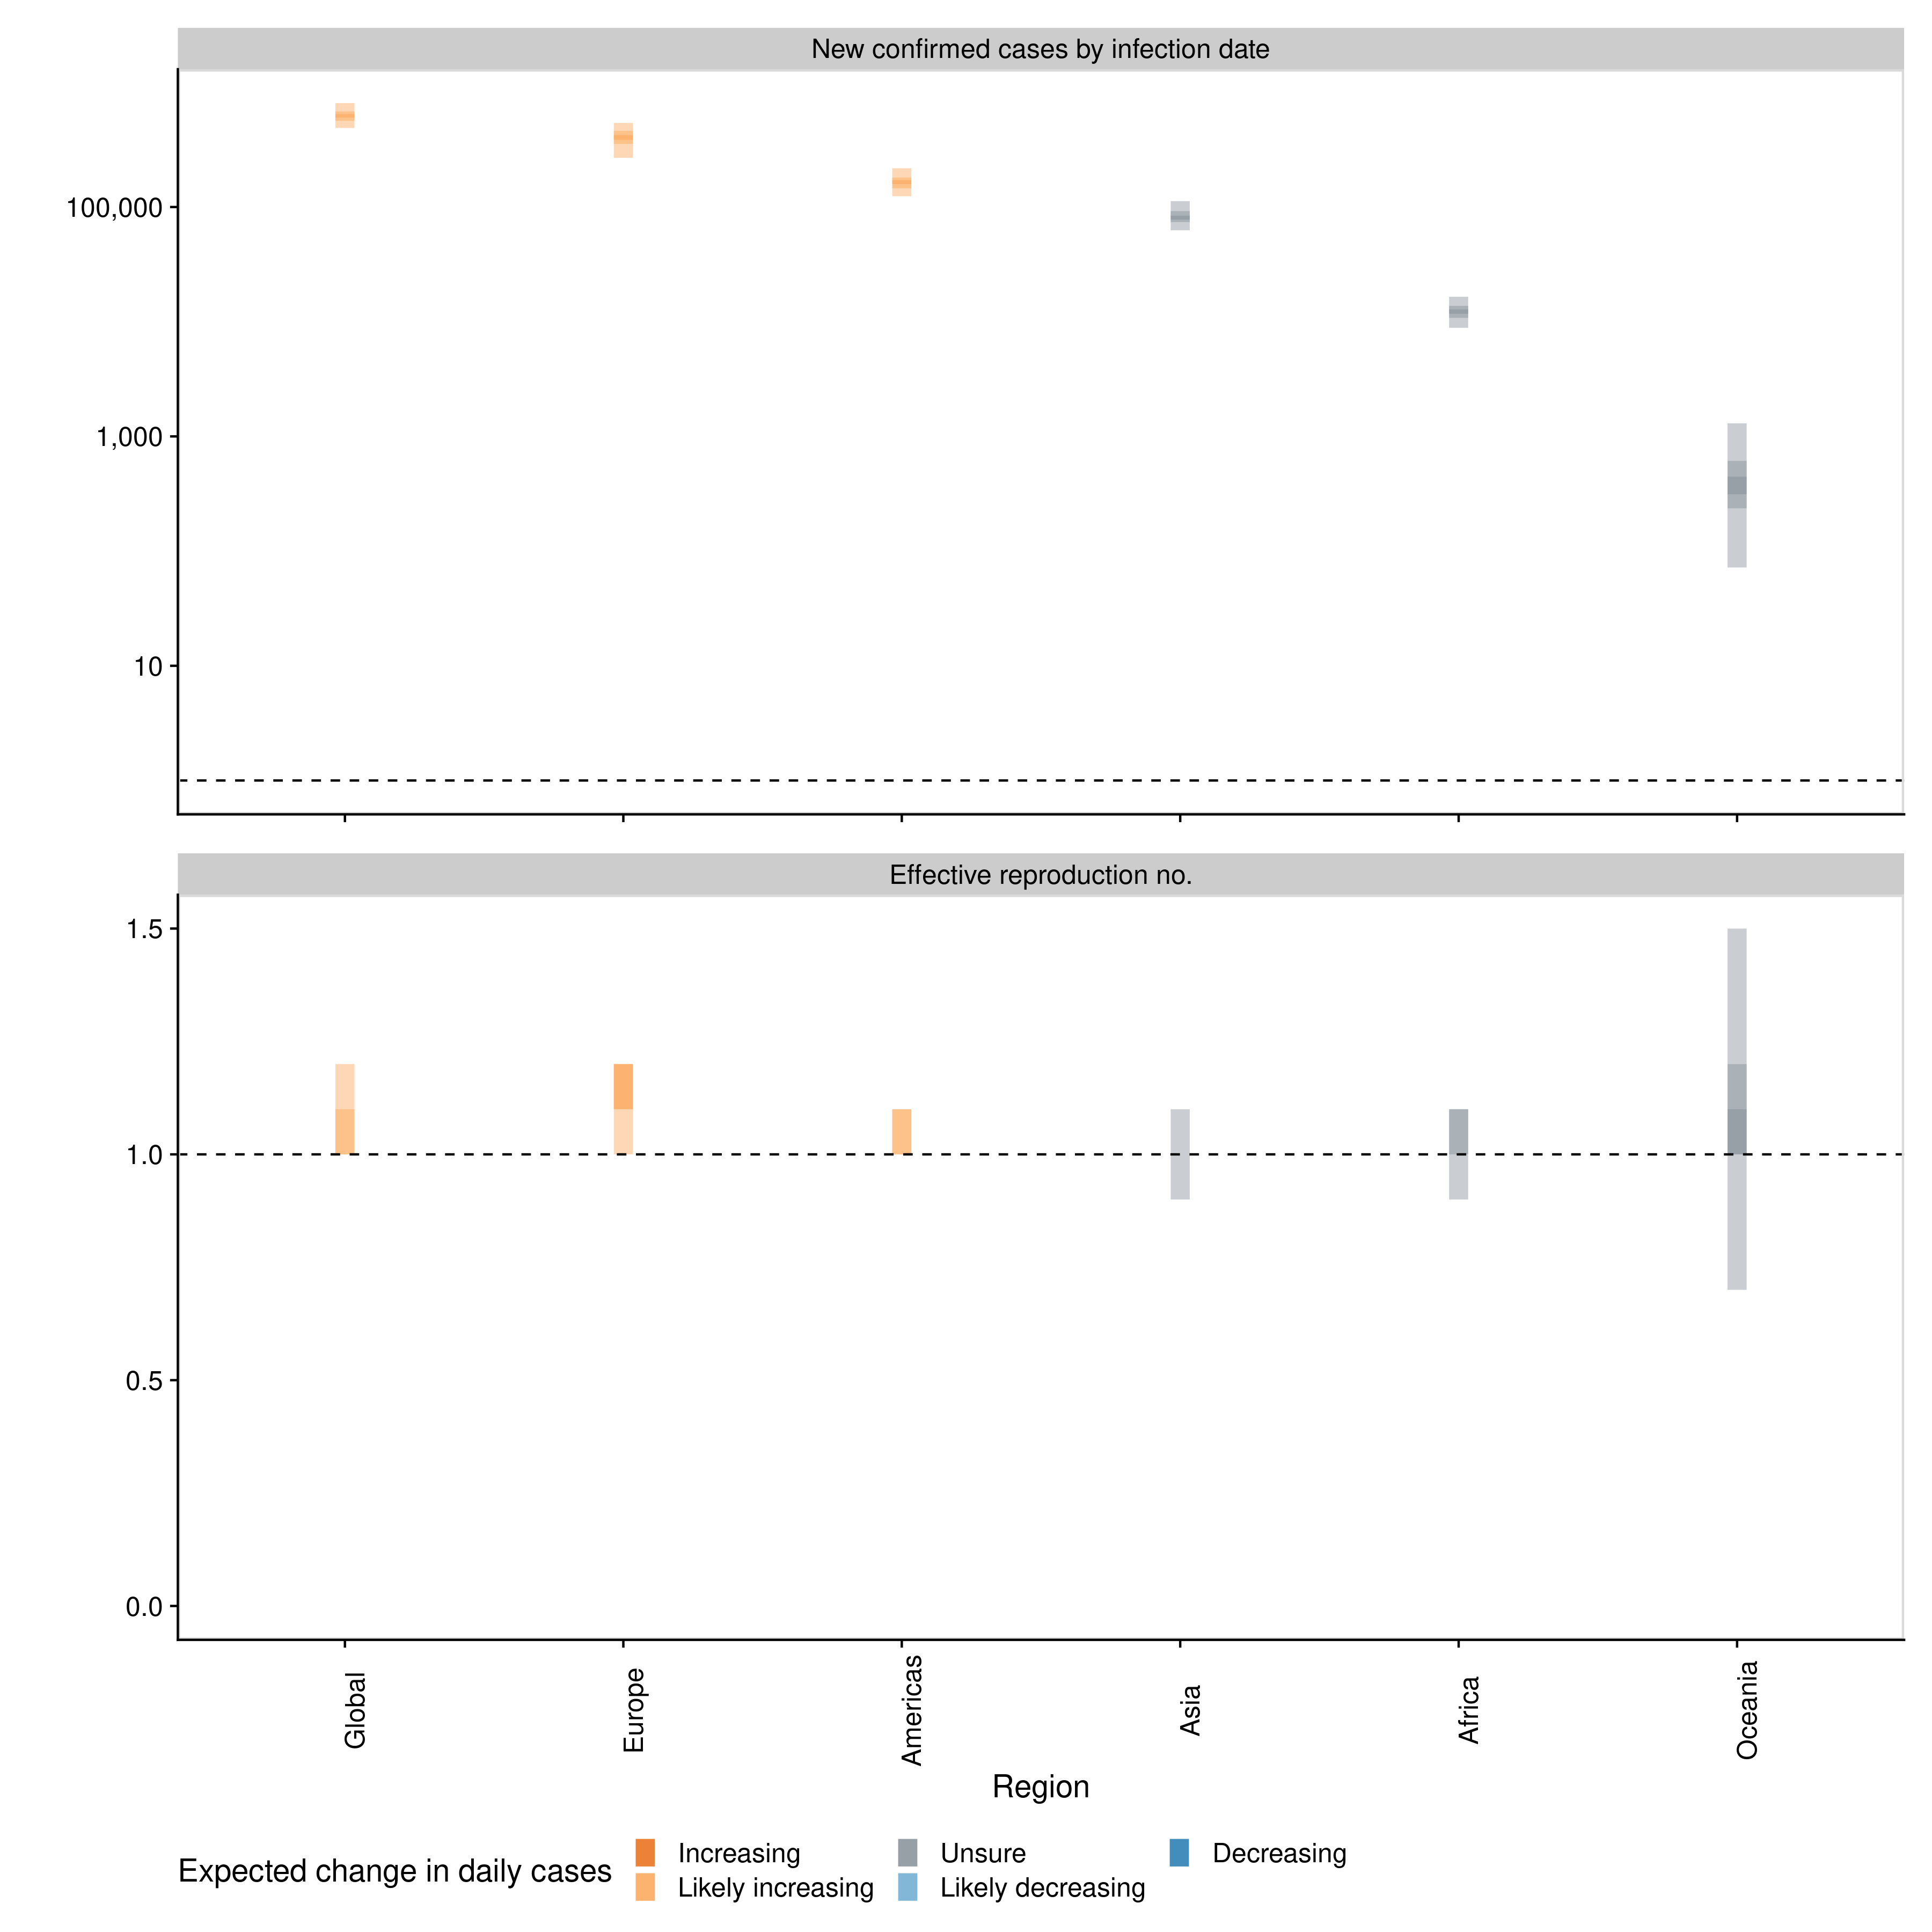 New confirmed cases by infection date
100,000
1,000
10
Effective reproduction no.
1.5
1.0
0.5
0.0
Global
Europe
Americas
Asia
Africa
Oceania
Region
Expected change in daily cases
Increasing
Likely increasing
Unsure
Likely decreasing
Decreasing